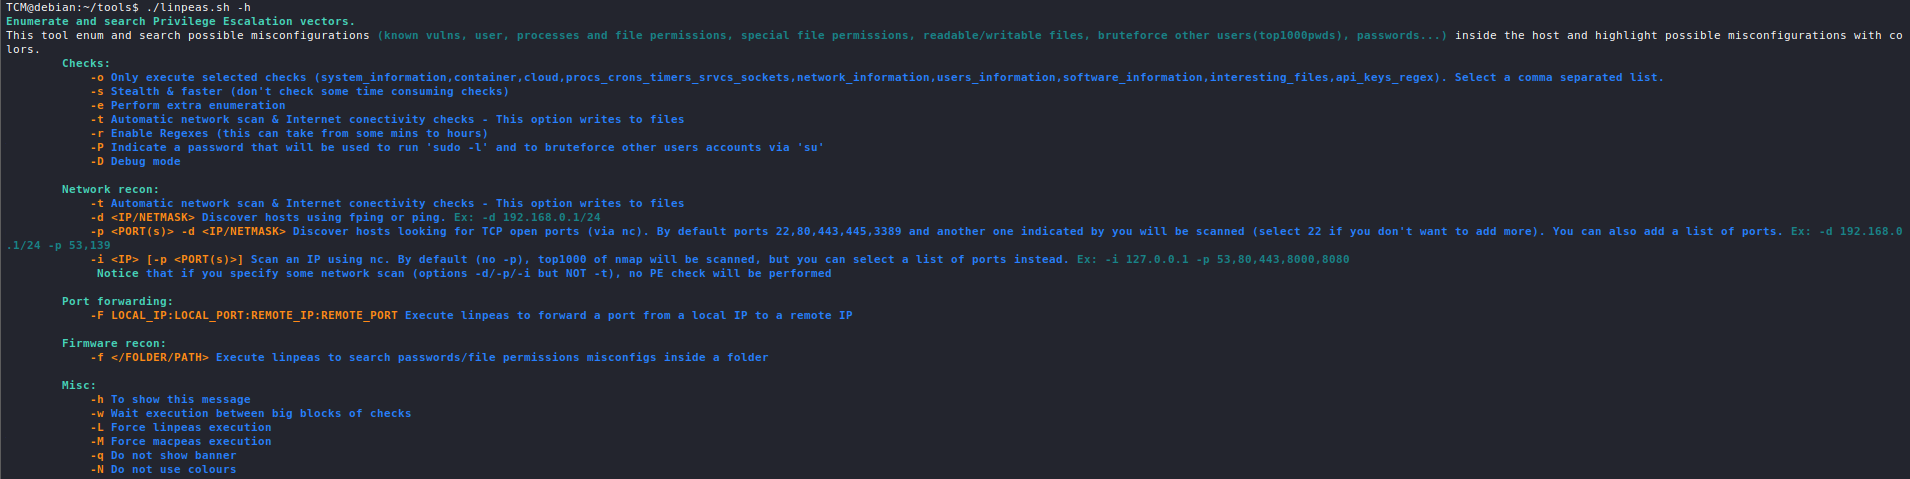 TCM@debian:~/tools$ ./linpeas.sh -h
Enumerate and search Privilege Escalation vectors.
This tool enum and search possible misconfigurations (known vulns, user, processes and file permissions, special file permissions, readable/writable files, bruteforce other users(top1000pwds), passwords...) inside the host and highlight possible misconfigurations with co
lors.
Checks:
-o Only execute selected checks (system_information,container,cloud,procs_crons_timers_srvcs_sockets,network_information,users_information,software_information,interesting_files,api_keys_regex). Select a comma separated list.
-s Stealth & faster (don't check some time consuming checks)
-e Perform extra enumeration
-t Automatic network scan & Internet conectivity checks - This option writes to files
-r Enable Regexes (this can take from some mins to hours)
-P Indicate a password that will be used to run 'sudo -l' and to bruteforce other users accounts via 'su'
-D Debug mode
Network recon:
-t Automatic network scan & Internet conectivity checks - This option writes to files
-d <IP/NETMASK> Discover hosts using fping or ping. Ex: -d 192.168.0.1/24
-p <PORT(s)> -d <IP/NETMASK> Discover hosts looking for TCP open ports (via nc). By default ports 22,80,443,445,3389 and another one indicated by you will be scanned (select 22 if you don't want to add more). You can also add a list of ports. Ex: -d 192.168.0
.1/24 -p 53,139
-i <IP> [-p <PORT(s)>] Scan an IP using nc. By default (no -p), top1000 of nmap will be scanned, but you can select a list of ports instead. Ex: -i 127.0.0.1 -p 53,80,443,8000,8080
Notice that if you specify some network scan (options -d/-p/-i but NOT -t), no PE check will be performed
Port forwarding:
-F LOCAL_IP:LOCAL_PORT:REMOTE_IP:REMOTE_PORT Execute linpeas to forward a port from a local IP to a remote IP
Firmware recon:
-f </FOLDER/PATH> Execute linpeas to search passwords/file permissions misconfigs inside a folder
Misc:
-h To show this message
-w Wait execution between big blocks of checks
-L Force linpeas execution
-M Force macpeas execution
-q Do not show banner
-N Do not use colours